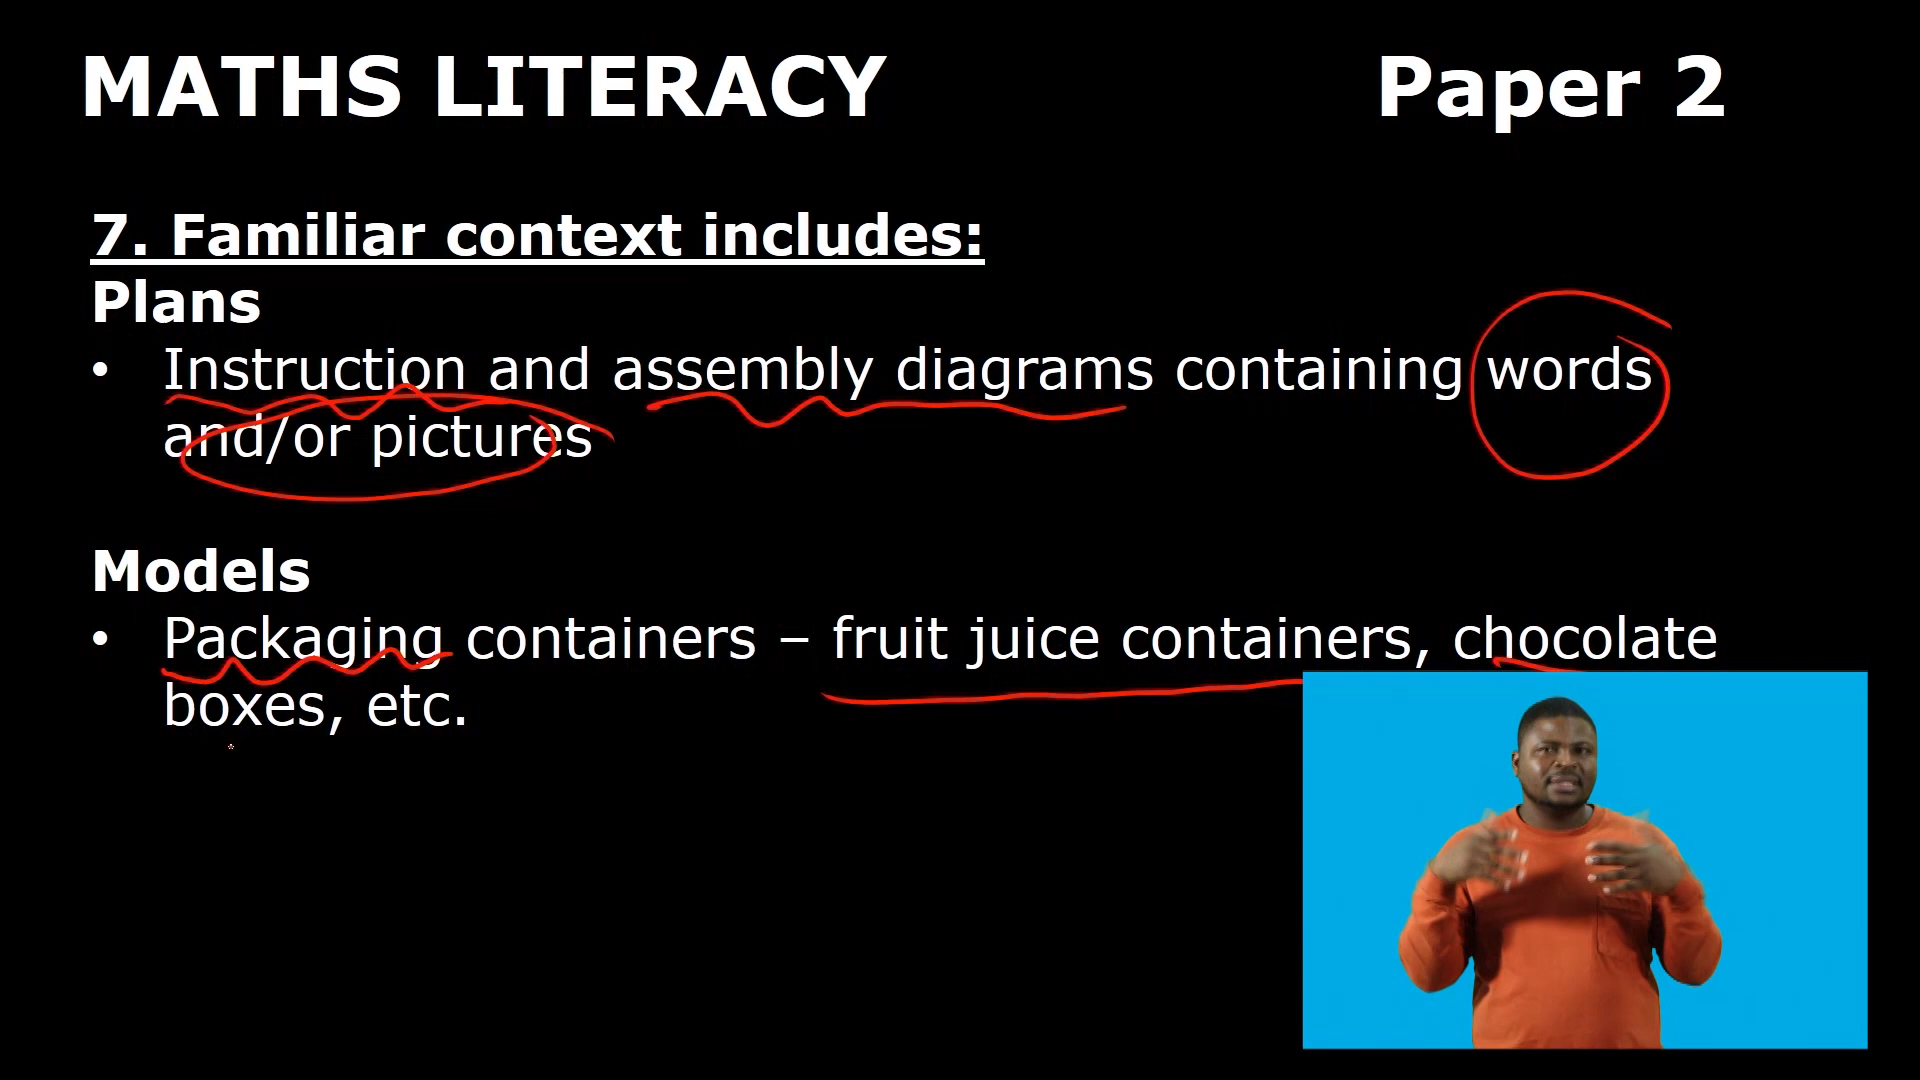 MATHS LITERACY Paper 2
7. Familiar context includes:
Plans
• Instruction and assembly diagrams containing words
and/or pictures
Models
• Packaging containers – fruit juice containers, chocolate
boxes, etc.